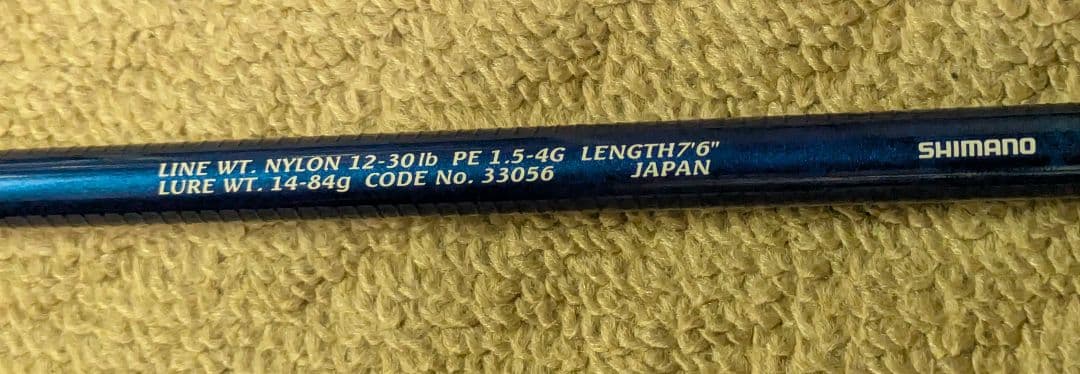 LINE WT. NYLON 12-30lb PE 1.5-4G LENGTH7'6"
LURE WT. 14-84g CODE No. 33056 JAPAN
SHIMANO